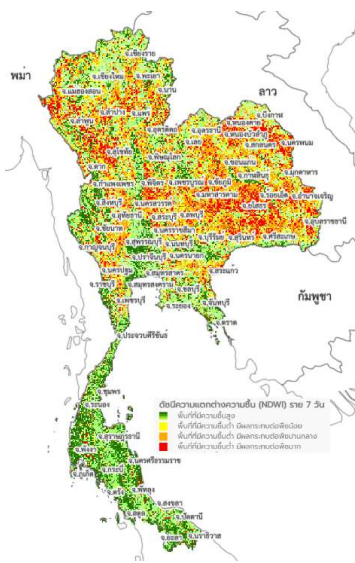 จ.เชียงราย
พม่า
จ.เชียงใหม่
จ.พะเยา
ลาว
จ.แม่ฮ่องสอน
จ.น่าน
จ.บึงกาฬ
จ.ลำปาง
จ.แพร่
จ.หนองคาย
จ.ลำพูน
จ.อุตรดิตถ์
จ.อุดรธานี
จ.หนองบัวลำภู
จ.เลย
จ.สกลนคร
จ.นครพนม
จ.สุโขทัย
จ.พิษณุโลก
จ.ขอนแก่น
จ.มุกดาหาร
จ.ตาก
จ.กาฬสินธุ์
จ.กำแพงเพชร
จ.พิจิตร
จ.เพชรบูรณ์
จ.ชัยภูมิ
จ.มหาสารคาม
จ.ร้อยเอ็ด
จ.อำนาจเจริญ
จ.สิงห์บุรี
จ.นครสวรรค์
จ.ยโสธร
จ.อุทัยธานี
จ.สระบุรี
จ.ลพบุรี
จ.อุบลราชธานี
จ.ชัยนาท
จ.นครราชสีมา
จ.บุรีรัมย์
จ.สุรินทร์
จ.ศรีสะเกษ
จ.สุพรรณบุรี
จ.นนทบุรี
จ.กาญจนบุรี
จ.ปราจีนบุรี
จ.นครนายก
จ.นครปฐม
จ.สมุทรสาคร
จ.สระแก้ว
จ.ราชบุรี
จ.สมุทรสงคราม
กัมพูชา
จ.ชลบุรี
จ.เพชรบุรี
จ.ระยอง
จ.จันทบุรี
จ.ตราด
จ.ประจวบคีรีขันธ์
จ.ชุมพร
จ.ระนอง
ดัชนีความแตกต่างความชื้น (NDWI) ราย 7 วัน
พื้นที่ที่มีความชื้นสูง
พื้นที่ที่มีความชื้นต่ำ มีผลกระทบต่อพืชน้อย
พื้นที่ที่มีความชื้นต่ำ มีผลกระทบต่อพืชปานกลาง
พื้นที่ที่มีความชื้นต่ำ มีผลกระทบต่อพืชมาก
จ.สุราษฎร์ธานี
จ.พังงา
จ.นครศรีธรรมราช
จ.กระบี่
จ.ภูเก็ต
จ.ตรัง
จ.พัทลุง
จ.สงขลา
จ.สตูล
จ.ปัตตานี
จ.ยะลา
จ.นราธิวาส